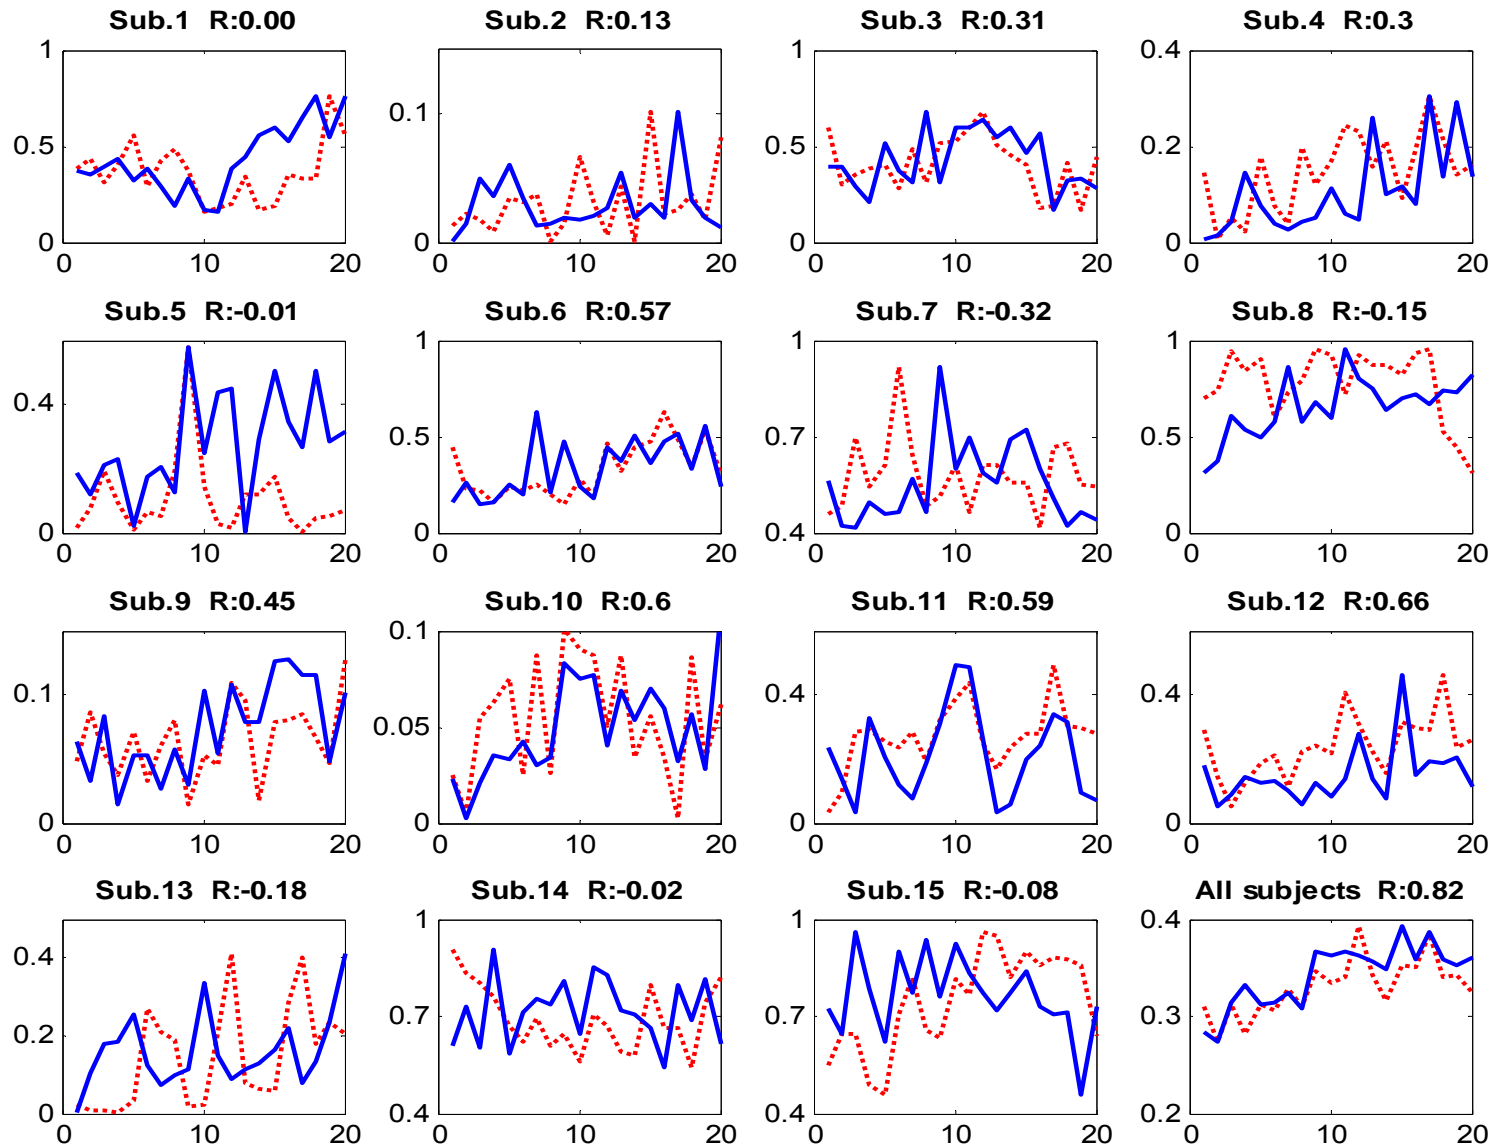 Sub.1 R:0.00
Sub.2 R:0.13
Sub.3 R:0.31
Sub.4 R:0.3
1
0.5
0
0 10 20
0.1
0
0 10 20
1
0.5
0
0 10 20
0.4
0.2
0
0 10 20
Sub.5 R:-0.01
Sub.6 R:0.57
Sub.7 R:-0.32
Sub.8 R:-0.15
0.4
0
0 10 20
1
0.5
0
0 10 20
1
0.7
0.4
0 10 20
1
0.5
0
0 10 20
Sub.9 R:0.45
Sub.10 R:0.6
Sub.11 R:0.59
Sub.12 R:0.66
0.1
0
0 10 20
0.1
0.05
0
0 10 20
0.4
0
0 10 20
0.4
0
0 10 20
Sub.13 R:-0.18
Sub.14 R:-0.02
Sub.15 R:-0.08
All subjects R:0.82
0.4
0.2
0
0 10 20
1
0.7
0.4
0 10 20
1
0.7
0.4
0 10 20
0.4
0.3
0.2
0 10 20